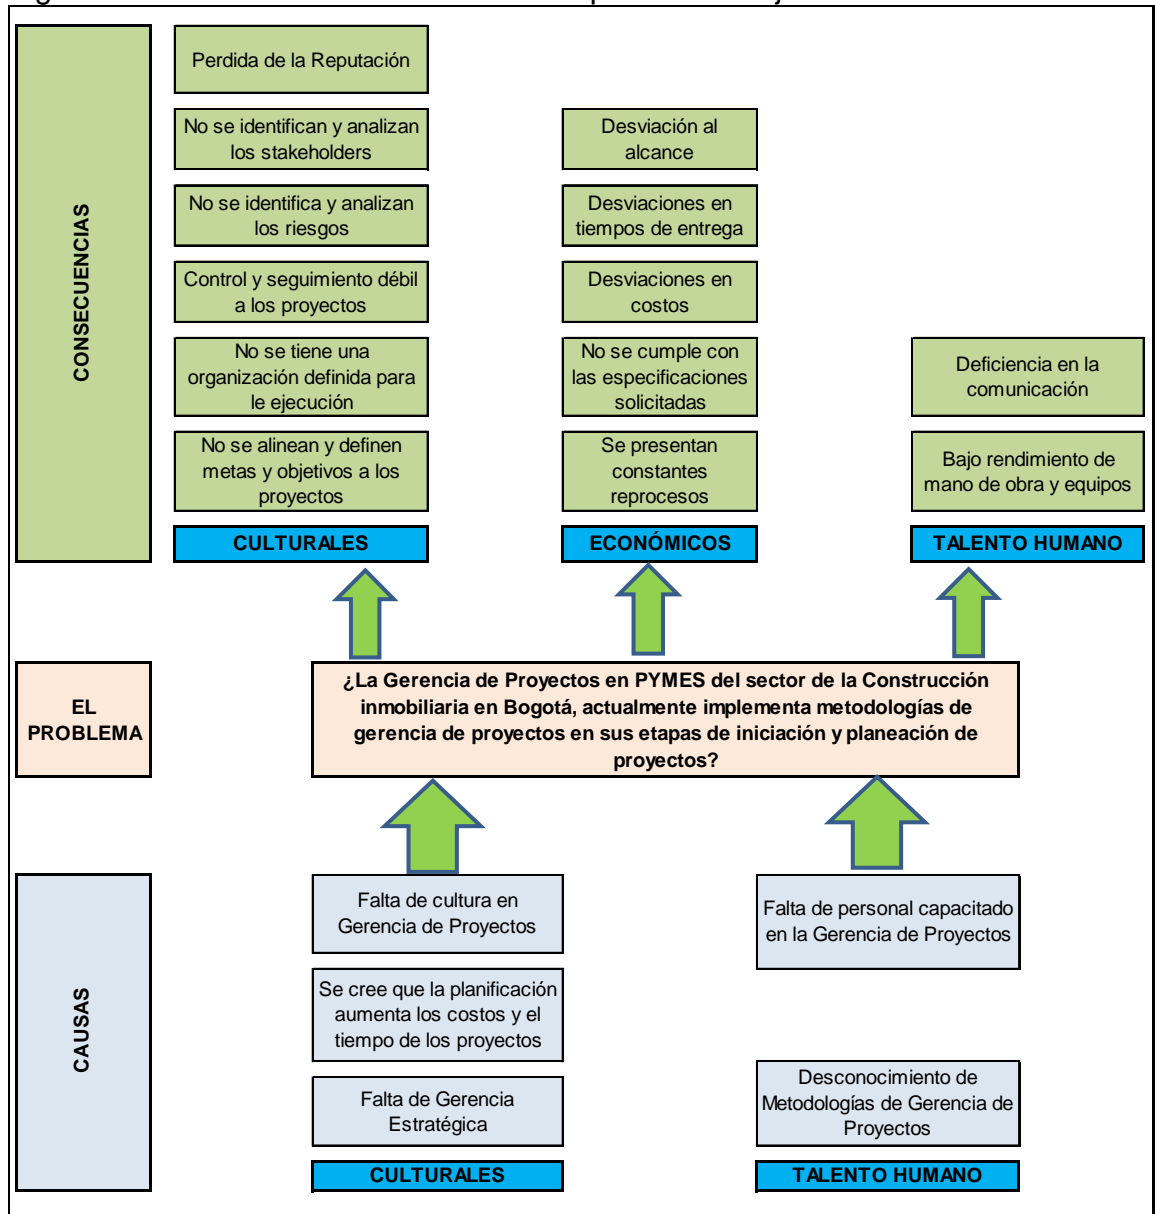 CONSECUENCIAS
Perdida de la Reputación
No se identifican y analizan
los stakeholders
No se identifica y analizan
los riesgos
Control y seguimiento débil
a los proyectos
No se tiene una
organización definida para
le ejecución
No se alinean y definen
metas y objetivos a los
proyectos
CULTURALES
Desviación al
alcance
Desviaciones en
tiempos de entrega
Desviaciones en
costos
No se cumple con
las especificaciones
solicitadas
Se presentan
constantes
reprocesos
ECONÓMICOS
Deficiencia en la
comunicación
Bajo rendimiento de
mano de obra y equipos
TALENTO HUMANO
EL
PROBLEMA
¿La Gerencia de Proyectos en PYMES del sector de la Construcción
inmobiliaria en Bogotá, actualmente implementa metodologías de
gerencia de proyectos en sus etapas de iniciación y planeación de
proyectos?
CAUSAS
Falta de cultura en
Gerencia de Proyectos
Se cree que la planificación
aumenta los costos y el
tiempo de los proyectos
Falta de Gerencia
Estratégica
CULTURALES
Falta de personal capacitado
en la Gerencia de Proyectos
Desconocimiento de
Metodologías de Gerencia de
Proyectos
TALENTO HUMANO